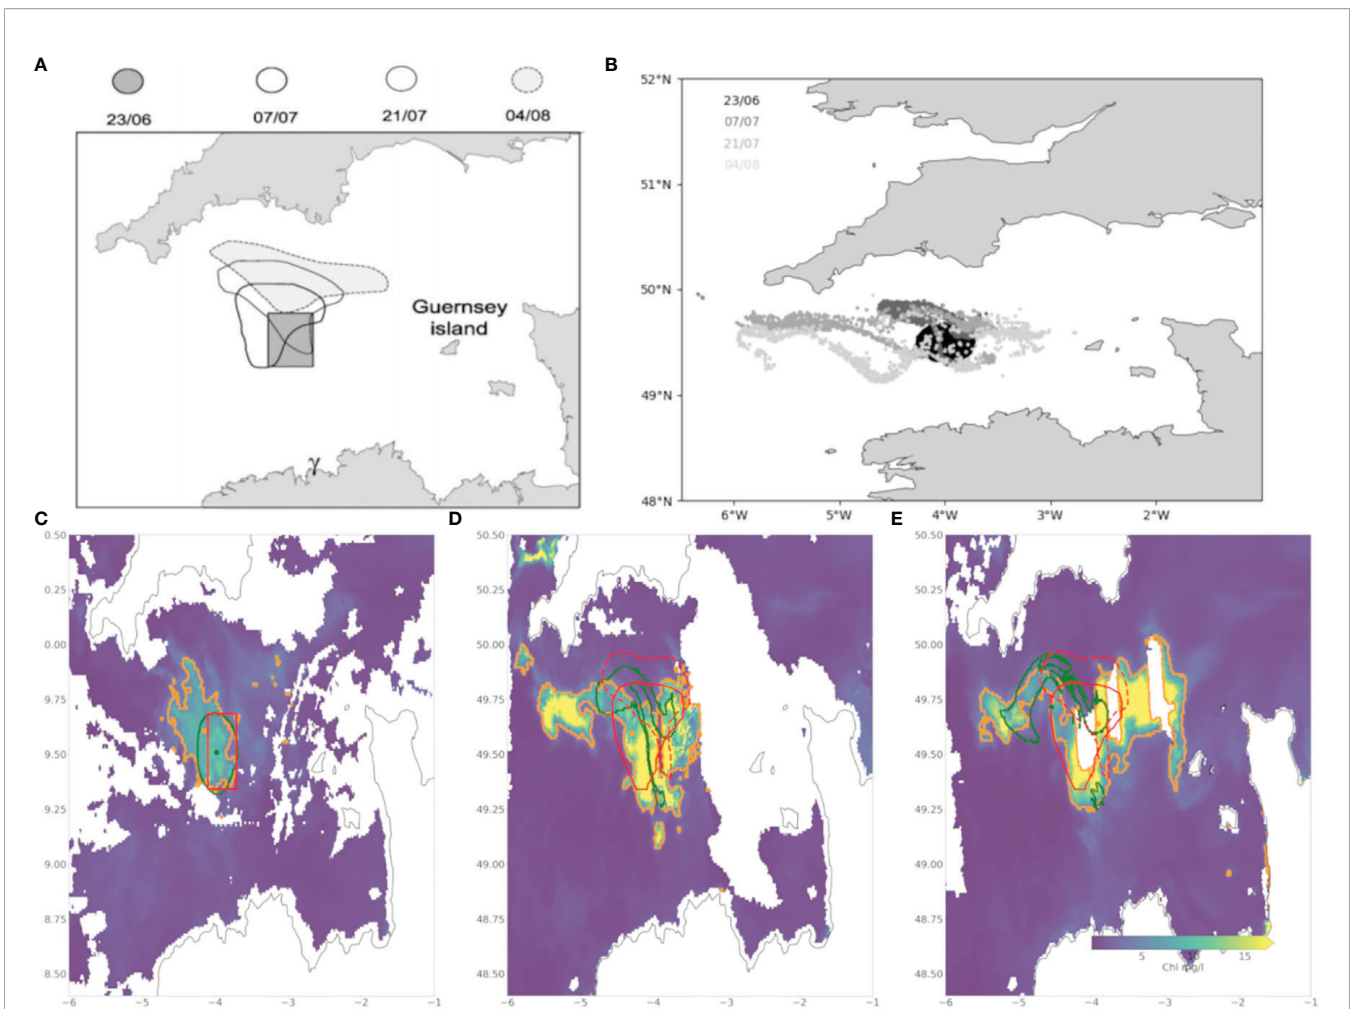 A
B
23/06
07/07
21/07
04/08
Guernsey
island
γ
52°N
51°N
50°N
49°N
48°N
23/06
07/07
21/07
04/08
6°W
5°W
4°W
3°W
2°W
C
D
E
0.50
0.25
0.00
9.75
9.50
9.25
9.00
8.75
8.50
−6
−5
−4
−3
−2
−1
50.50
50.25
50.00
49.75
49.50
49.25
49.00
48.75
48.50
−6
−5
−4
−3
−2
−1
50.50
50.25
50.00
49.75
49.50
49.25
49.00
48.75
48.50
5
10
15
Chl mg/l
−6
−5
−4
−3
−2
−1